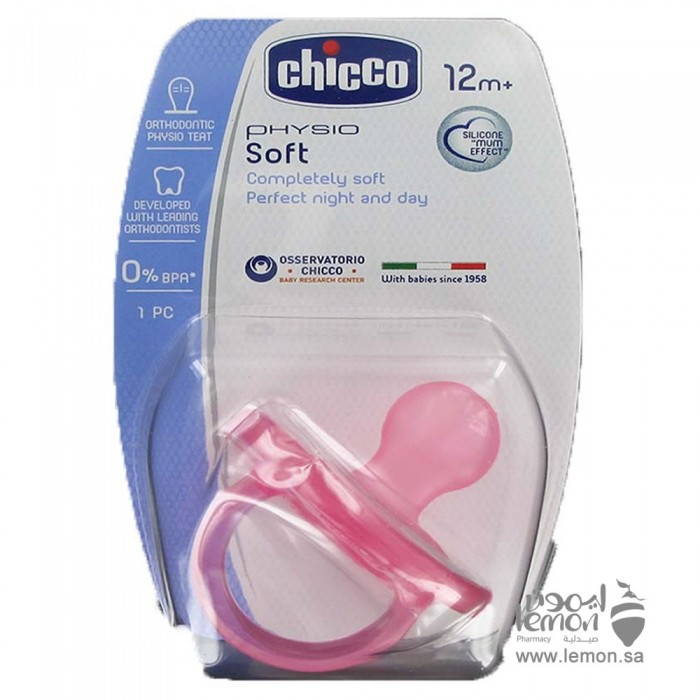 chicco
12m+
PHYSIO
Soft
Completely soft
Perfect night and day
SILICONE
"MUM
EFFECT"
ORTHODONTIC
PHYSIO TEAT
DEVELOPED
WITH LEADING
ORTHODONTISTS
0% BPA*
1 PC
OSSERVATORIO
• CHICCO •
BABY RESEARCH CENTER
With babies since 1958
ليمون
lemon
Pharmacy صيدلية
www.lemon.sa